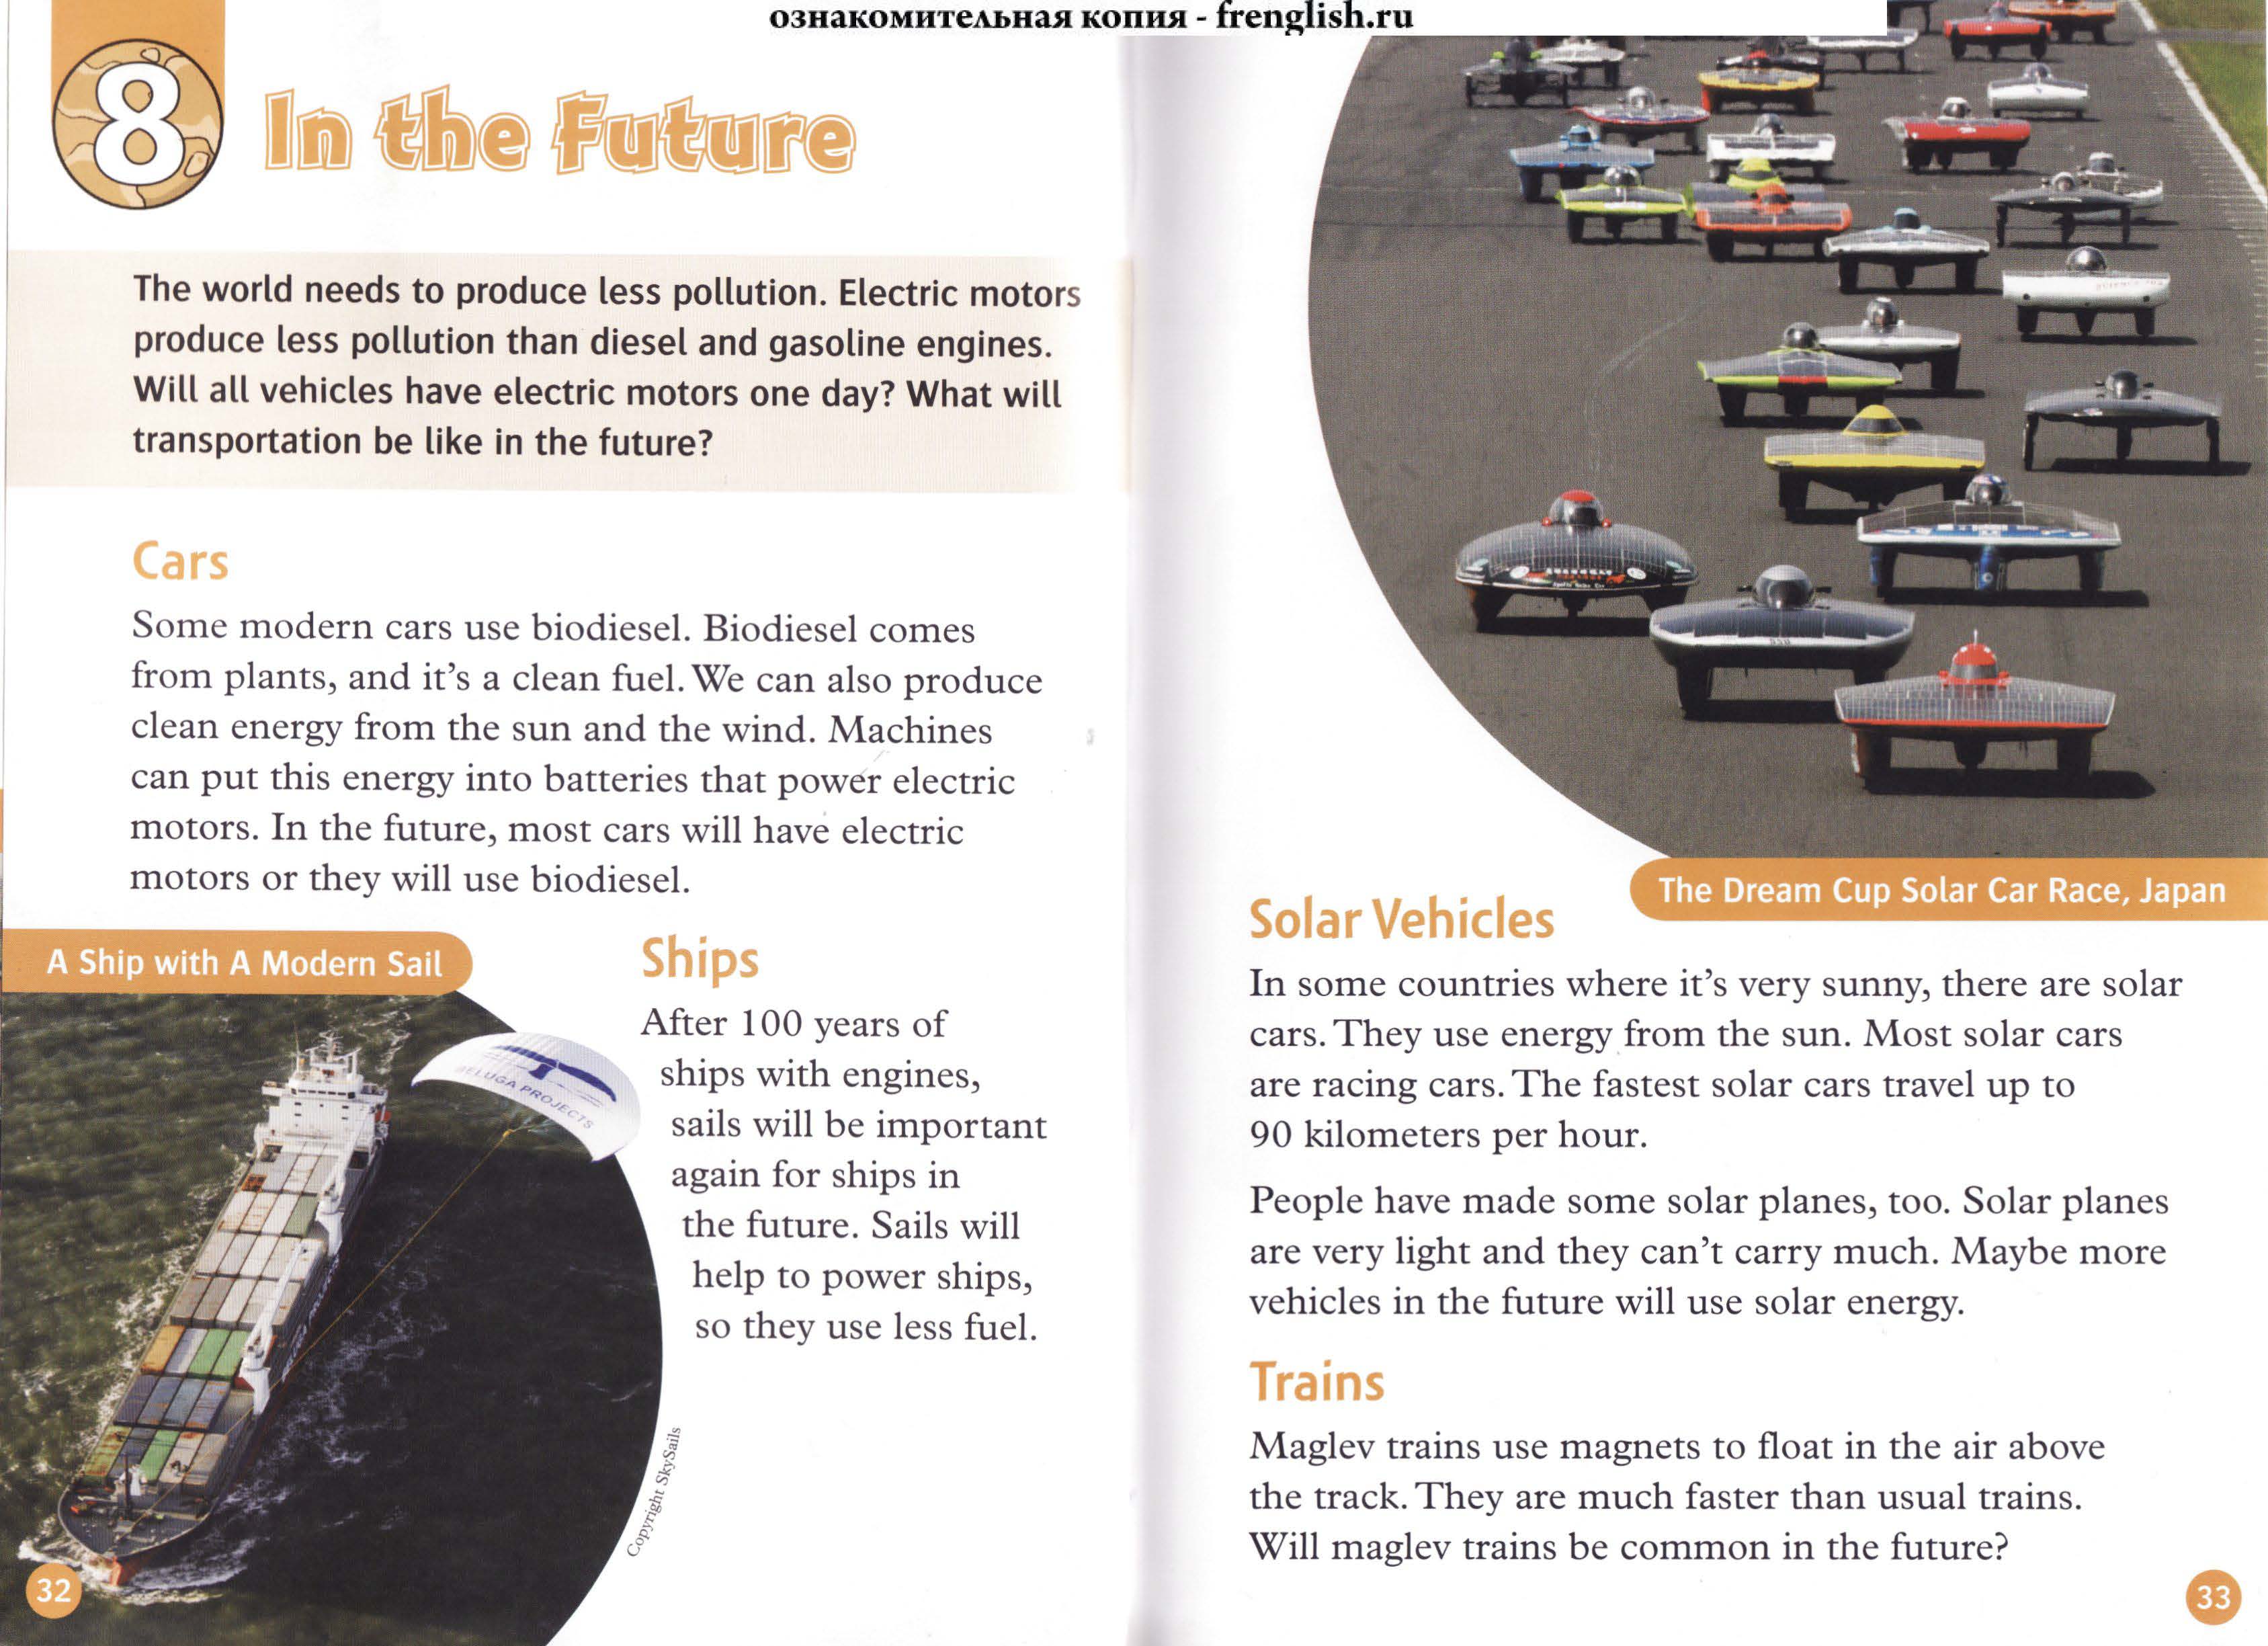 ознакомительная копия - frenglish.ru
8
In the Future
The world needs to produce less pollution. Electric motors
produce less pollution than diesel and gasoline engines.
Will all vehicles have electric motors one day? What will
transportation be like in the future?
Cars
Some modern cars use biodiesel. Biodiesel comes
from plants, and it's a clean fuel. We can also produce
clean energy from the sun and the wind. Machines
can put this energy into batteries that power electric
motors. In the future, most cars will have electric
motors or they will use biodiesel.
A Ship with A Modern Sail
BELUGA PROJECTS
Ships
After 100 years of
ships with engines,
sails will be important
again for ships in
the future. Sails will
help to power ships,
so they use less fuel.
Copyright SkySails
32
The Dream Cup Solar Car Race, Japan
Solar Vehicles
In some countries where it's very sunny, there are solar
cars. They use energy from the sun. Most solar cars
are racing cars. The fastest solar cars travel up to
90 kilometers per hour.
People have made some solar planes, too. Solar planes
are very light and they can't carry much. Maybe more
vehicles in the future will use solar energy.
Trains
Maglev trains use magnets to float in the air above
the track. They are much faster than usual trains.
Will maglev trains be common in the future?
33